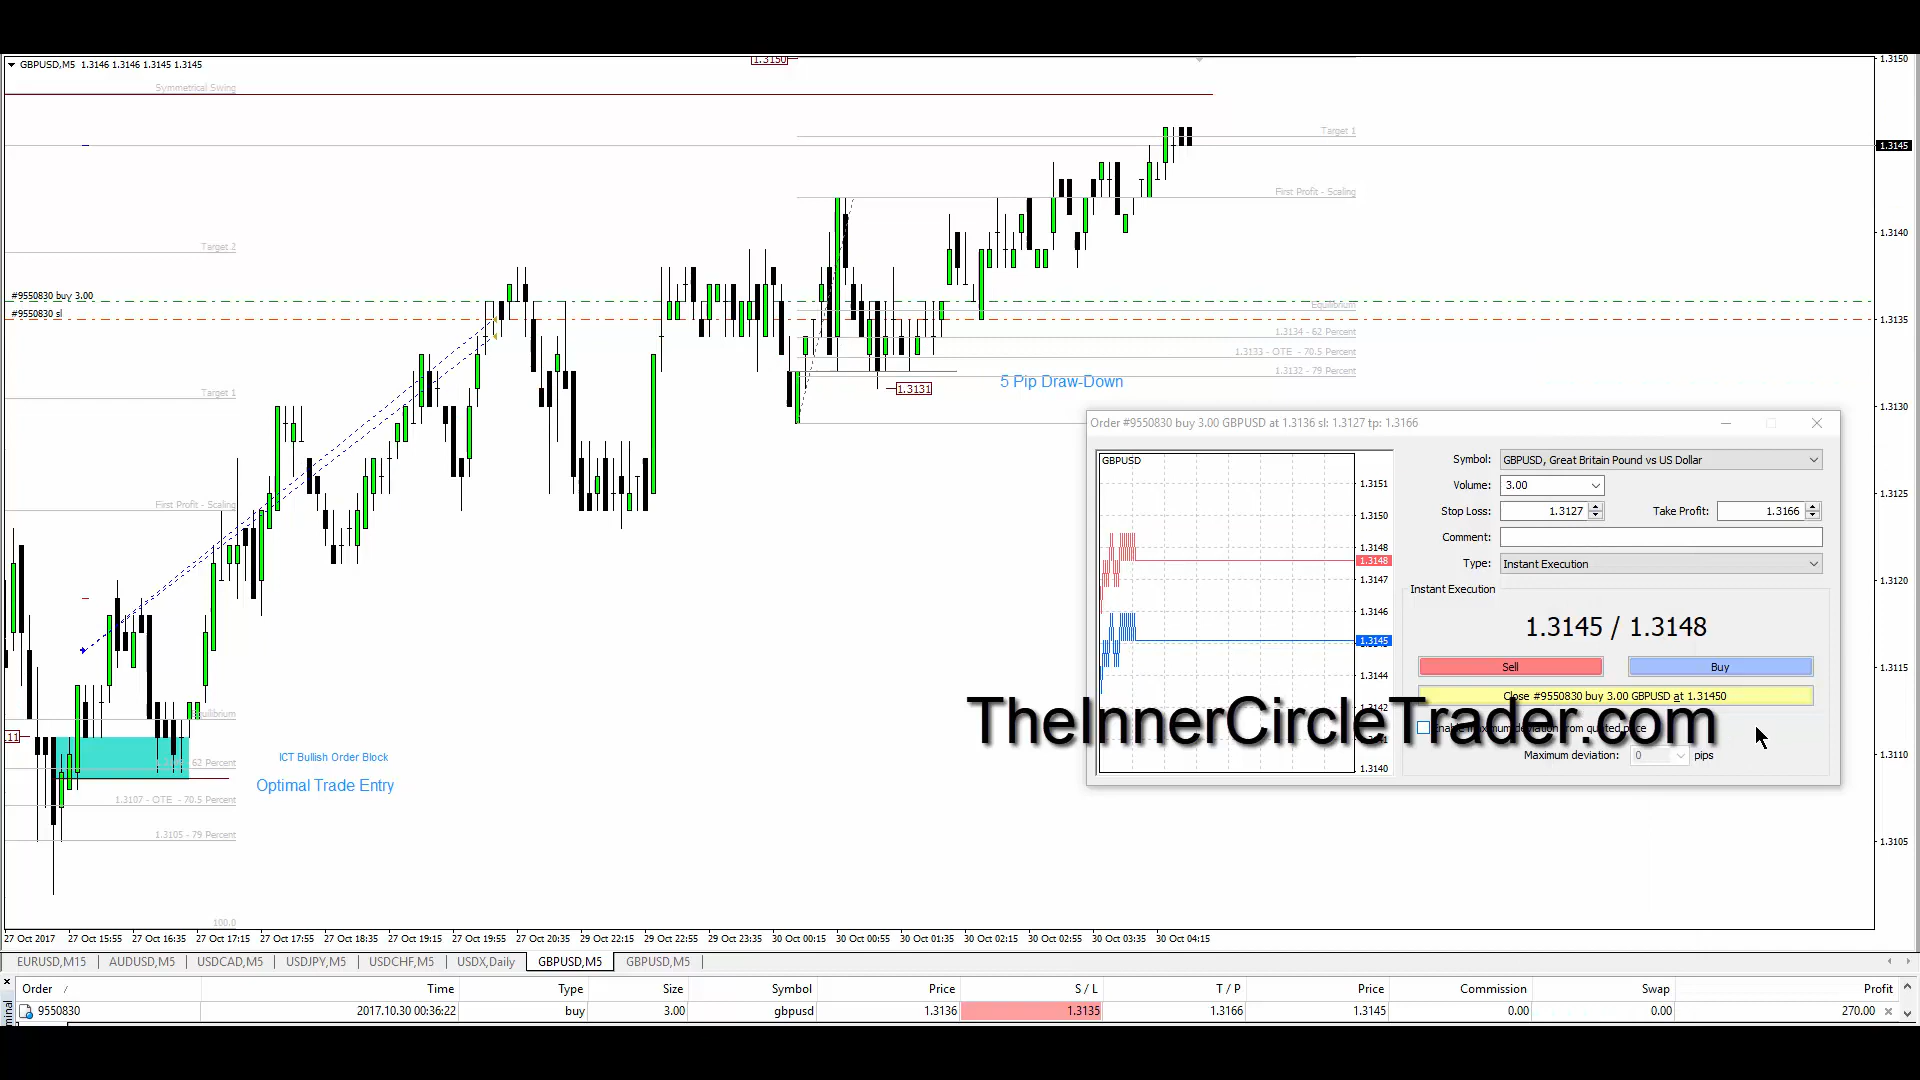 GBPUSD,M5 1.3146 1.3146 1.3145 1.3145
1.3150
1.3150
Symmetrical Swing
Target 1
1.3145
First Profit - Scaling
1.3140
Target 2
#9550830 buy 3.00
Equilibrium
#9550830 sl
1.3135
1.3134 - 62 Percent
1.3133 - OTE - 70.5 Percent
1.3132 - 79 Percent
5 Pip Draw-Down
1.3131
Target 1
1.3130
First Profit - Scaling
1.3125
1.3120
1.3115
1.3110
1.3105
ICT Bullish Order Block
62 Percent
Optimal Trade Entry
1.3107 - OTE - 70.5 Percent
1.3105 - 79 Percent
100.0
Order #9550830 buy 3.00 GBPUSD at 1.3136 sl: 1.3127 tp: 1.3166
GBPUSD
1.3151
1.3150
1.3148
1.3148
1.3147
1.3146
1.3145
1.3144
1.3142
1.3140
Symbol: GBPUSD, Great Britain Pound vs US Dollar
Volume: 3.00
Stop Loss: 1.3127 Take Profit: 1.3166
Comment:
Type: Instant Execution
Instant Execution
1.3145 / 1.3148
Sell Buy
Close #9550830 buy 3.00 GBPUSD at 1.31450
TheInnerCircleTrader.com
Enable maximum deviation from quoted price
Maximum deviation: 0 pips
27 Oct 2017 27 Oct 15:55 27 Oct 16:35 27 Oct 17:15 27 Oct 17:55 27 Oct 18:35 27 Oct 19:15 27 Oct 19:55 27 Oct 20:35 29 Oct 22:15 29 Oct 22:55 29 Oct 23:35 30 Oct 00:15 30 Oct 00:55 30 Oct 01:35 30 Oct 02:15 30 Oct 02:55 30 Oct 03:35 30 Oct 04:15
EURUSD,M15 AUDUSD,M5 USDCAD,M5 USDJPY,M5 USDCHF,M5 USDX,Daily GBPUSD,M5 GBPUSD,M5
Order / Time Type Size Symbol Price S / L T / P Price Commission Swap Profit
9550830 2017.10.30 00:36:22 buy 3.00 gbpusd 1.3136 1.3135 1.3166 1.3145 0.00 0.00 270.00